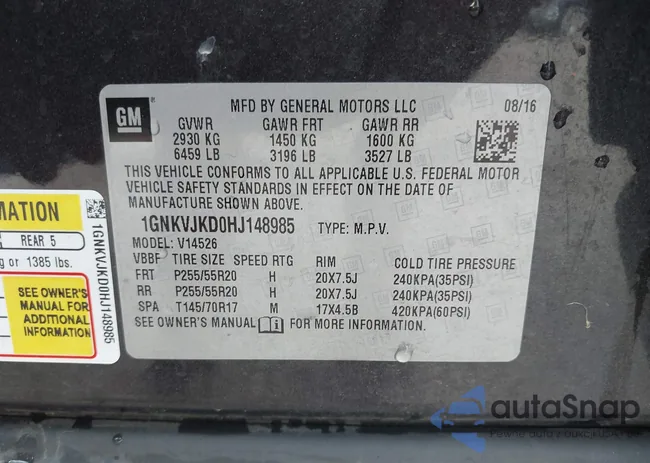 GM
MFD BY GENERAL MOTORS LLC 08/16
GVWR GAWR FRT GAWR RR
2930 KG 1450 KG 1600 KG
6459 LB 3196 LB 3527 LB
THIS VEHICLE CONFORMS TO ALL APPLICABLE U.S. FEDERAL MOTOR
VEHICLE SAFETY STANDARDS IN EFFECT ON THE DATE OF
MANUFACTURE SHOWN ABOVE.
1GNKVJKD0HJ148985 TYPE: M.P.V.
MODEL: V14526
VBBF TIRE SIZE SPEED RTG RIM COLD TIRE PRESSURE
FRT P255/55R20 H 20X7.5J 240KPA(35PSI)
RR P255/55R20 H 20X7.5J 240KPA(35PSI)
SPA T145/70R17 M 17X4.5B 420KPA(60PSI)
SEE OWNER'S MANUAL FOR MORE INFORMATION.
MATION
REAR 5
g or 1385 lbs.
SEE OWNER'S
MANUAL FOR
ADDITIONAL
INFORMATION
1GNKVJKD0HJ148985
autoSnap